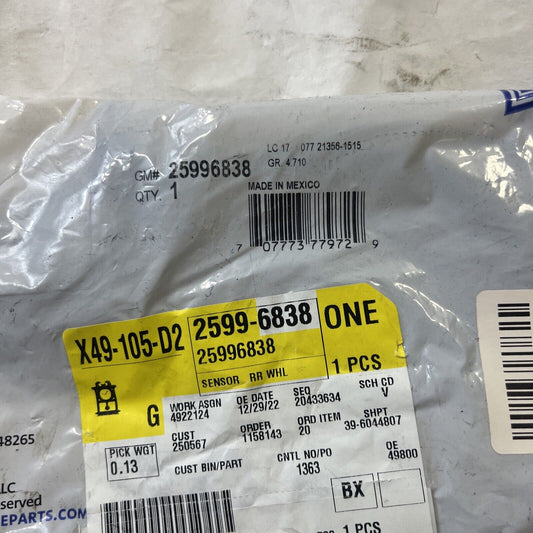 LC 17 077 21356-1515
GM# 25996838 GR. 4.710
QTY. 1 MADE IN MEXICO
7 07773 77972 9
X49-105-D2 2599-6838 ONE
25996838
SENSOR RR WHL 1 PCS
G WORK ASGN OE DATE SEQ SCH CD
4922124 12/29/22 20433634 V
CUST ORDER ORD ITEM SHPT
250567 1158143 20 39-6044807
PICK WGT CUST BIN/PART CNTL NO/PO OE
0.13 1363 49800
48265
LLC
served
EPARTS.COM
BX
1 PCS